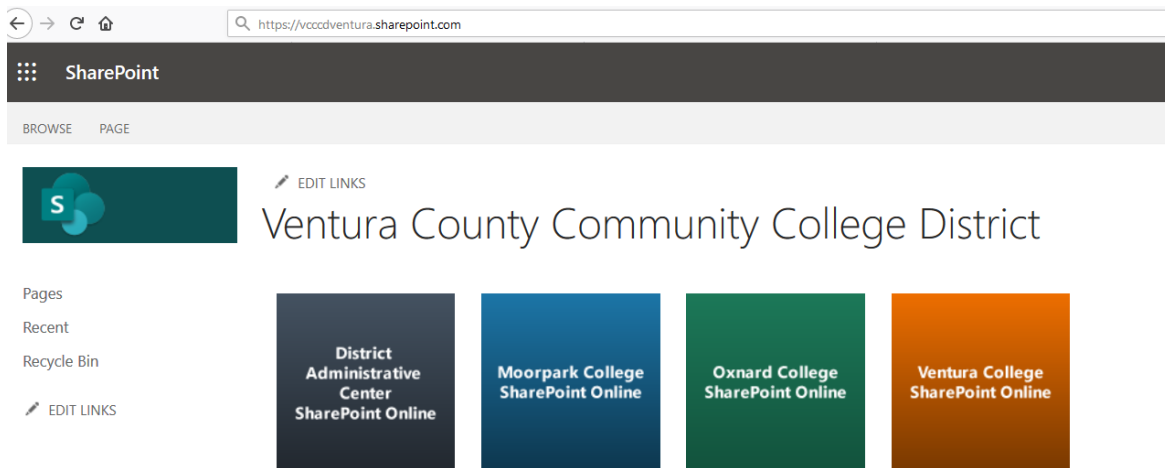 https://vcccdventura.sharepoint.com
SharePoint
BROWSE PAGE
S
EDIT LINKS
Ventura County Community College District
Pages
Recent
Recycle Bin
EDIT LINKS
District
Administrative
Center
SharePoint Online
Moorpark College
SharePoint Online
Oxnard College
SharePoint Online
Ventura College
SharePoint Online